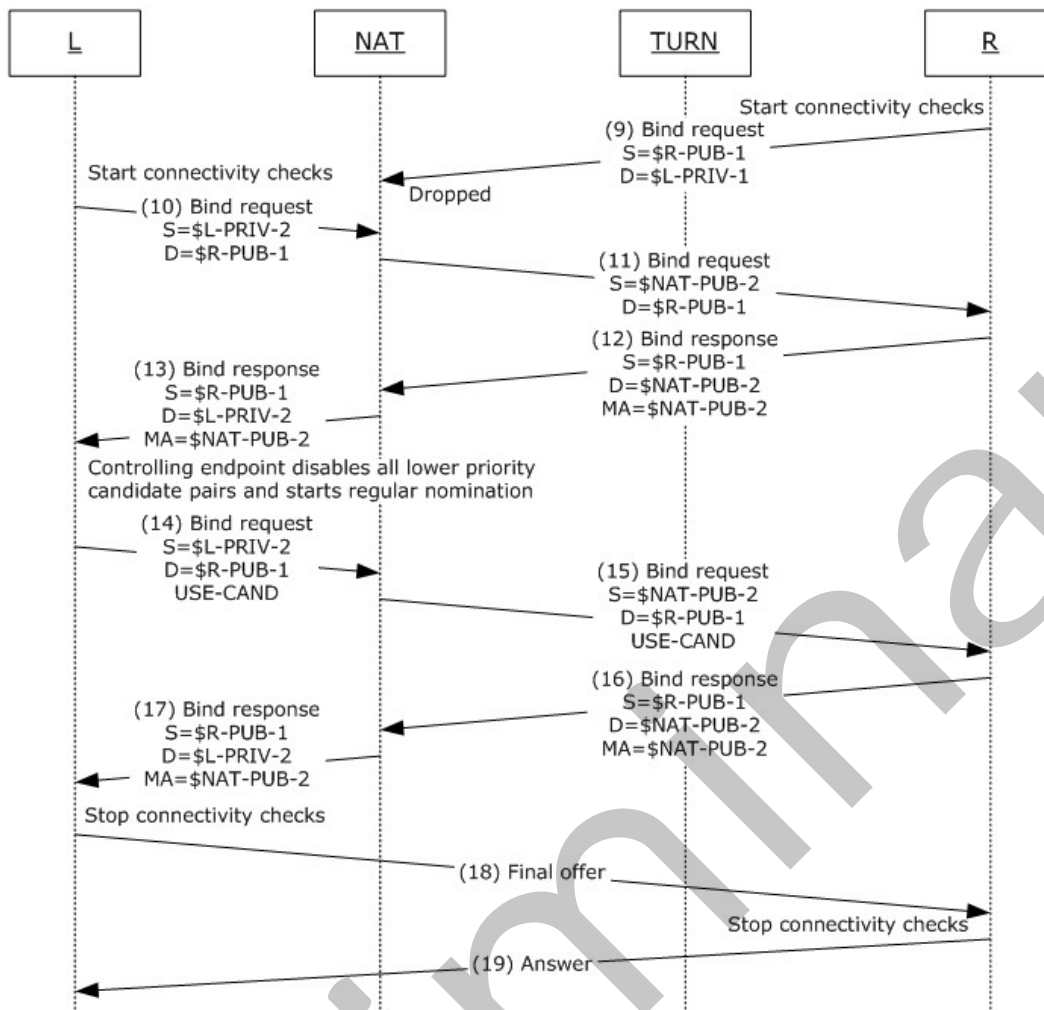 L
NAT
TURN
R
Start connectivity checks
(9) Bind request
S=$R-PUB-1
D=$L-PRIV-1
Dropped
Start connectivity checks
(10) Bind request
S=$L-PRIV-2
D=$R-PUB-1
(11) Bind request
S=$NAT-PUB-2
D=$R-PUB-1
(12) Bind response
S=$R-PUB-1
D=$NAT-PUB-2
MA=$NAT-PUB-2
(13) Bind response
S=$R-PUB-1
D=$L-PRIV-2
MA=$NAT-PUB-2
Controlling endpoint disables all lower priority
candidate pairs and starts regular nomination
(14) Bind request
S=$L-PRIV-2
D=$R-PUB-1
USE-CAND
(15) Bind request
S=$NAT-PUB-2
D=$R-PUB-1
USE-CAND
(16) Bind response
S=$R-PUB-1
D=$NAT-PUB-2
MA=$NAT-PUB-2
(17) Bind response
S=$R-PUB-1
D=$L-PRIV-2
MA=$NAT-PUB-2
Stop connectivity checks
(18) Final offer
Stop connectivity checks
(19) Answer